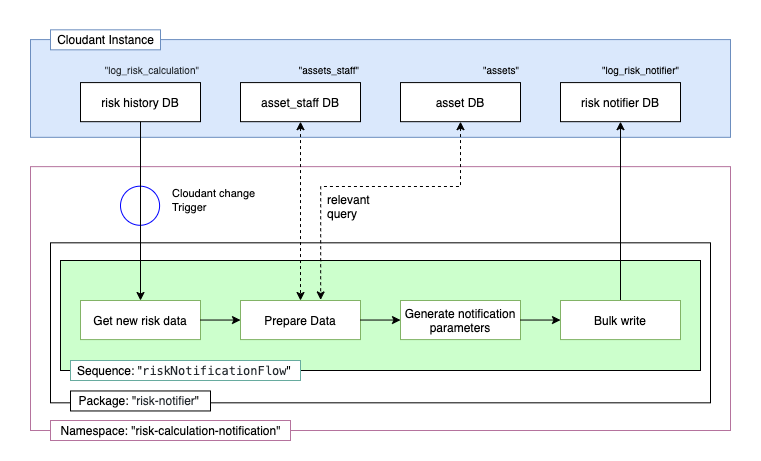 Cloudant Instance
"log_risk_calculation"
"assets_staff"
"assets"
"log_risk_notifier"
risk history DB
asset_staff DB
asset DB
risk notifier DB
Cloudant change
Trigger
relevant
query
Get new risk data
Prepare Data
Generate notification
parameters
Bulk write
Sequence: "riskNotificationFlow"
Package: "risk-notifier"
Namespace: "risk-calculation-notification"